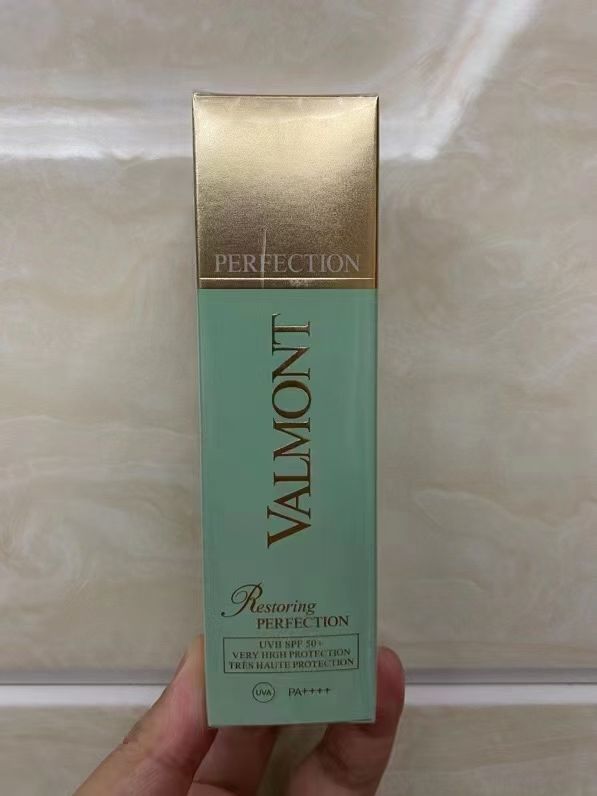 PERFECTION
VALMONT
Restoring
PERFECTION
UVB SPF 50+
VERY HIGH PROTECTION
TRÈS HAUTE PROTECTION
UVA PA++++